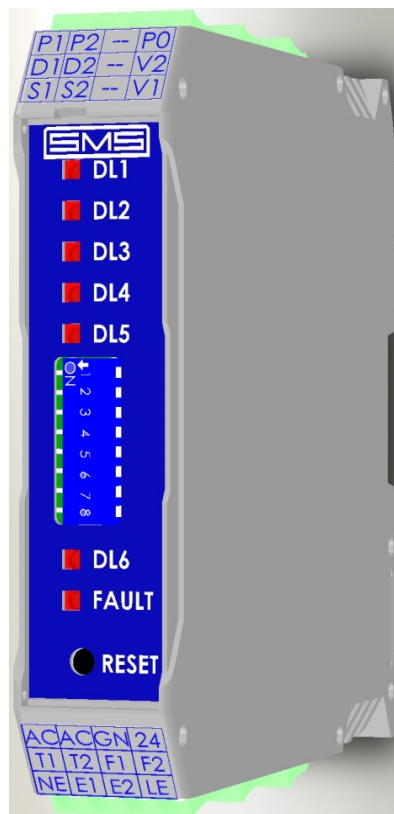 P1 P2 -- P0
D1 D2 -- V2
S1 S2 -- V1
SMS
DL1
DL2
DL3
DL4
DL5
ON
1
2
3
4
5
6
7
8
DL6
FAULT
RESET
AC AC GN 24
T1 T2 F1 F2
NE E1 E2 LE